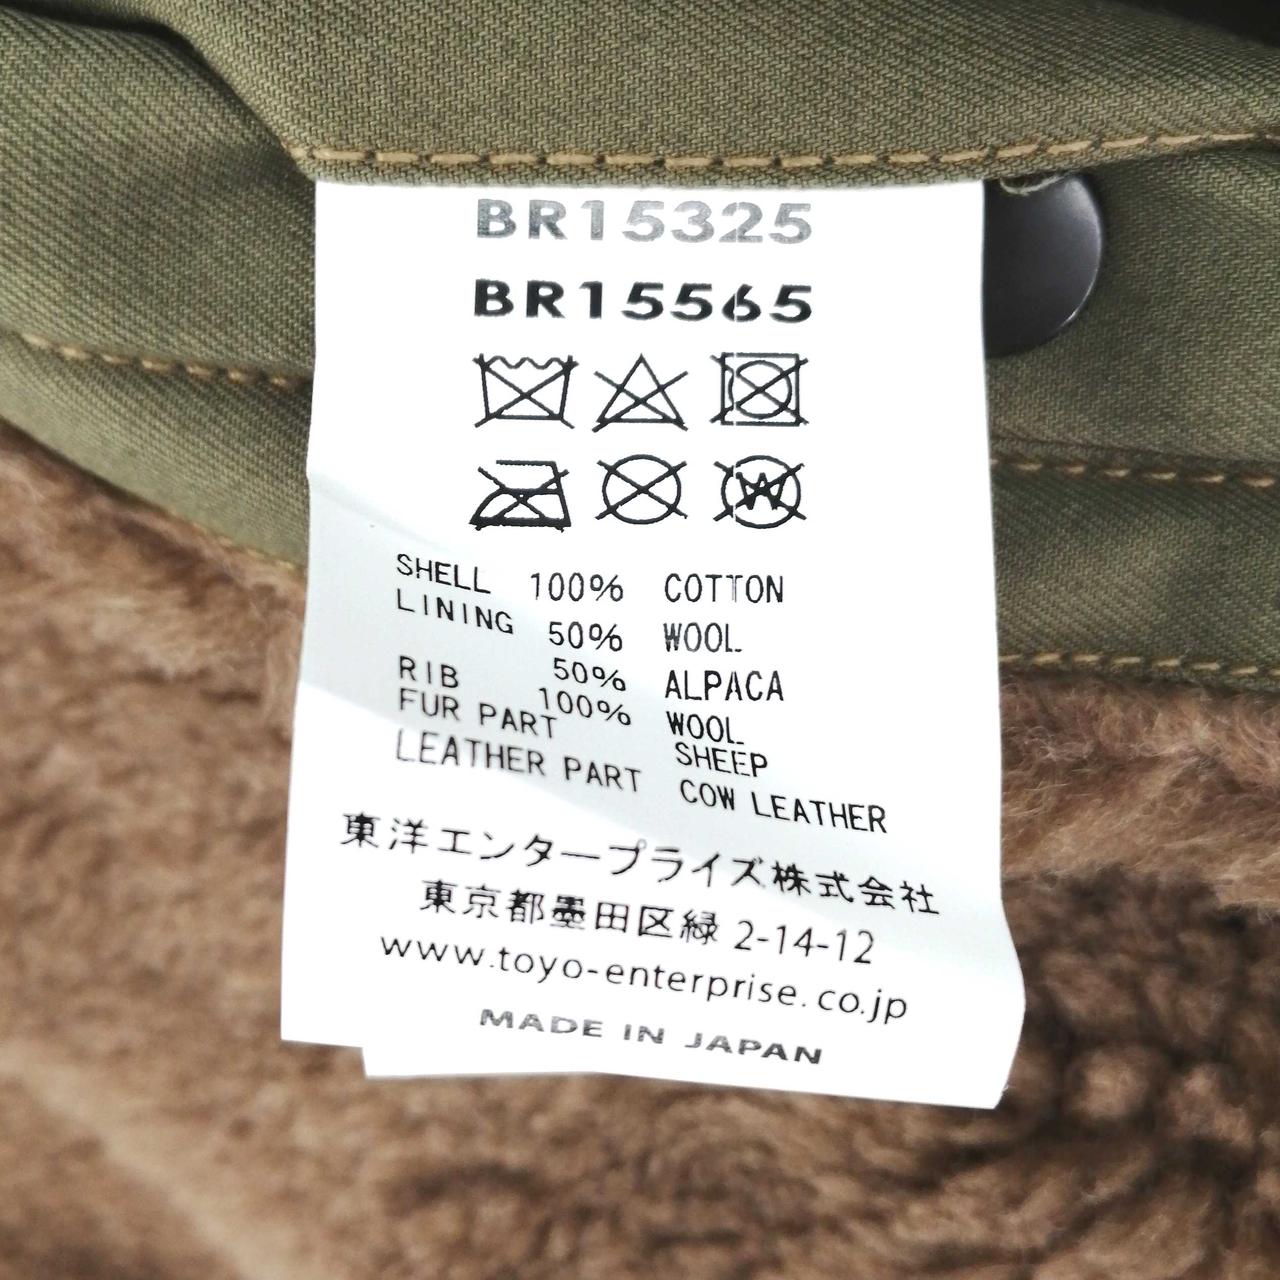 BR15325
BR15565
W
SHELL 100% COTTON
LINING 50% WOOL
50% ALPACA
RIB 100% WOOL
FUR PART SHEEP
LEATHER PART COW LEATHER
東洋エンタープライズ株式会社
東京都墨田区緑 2-14-12
www.toyo-enterprise.co.jp
MADE IN JAPAN